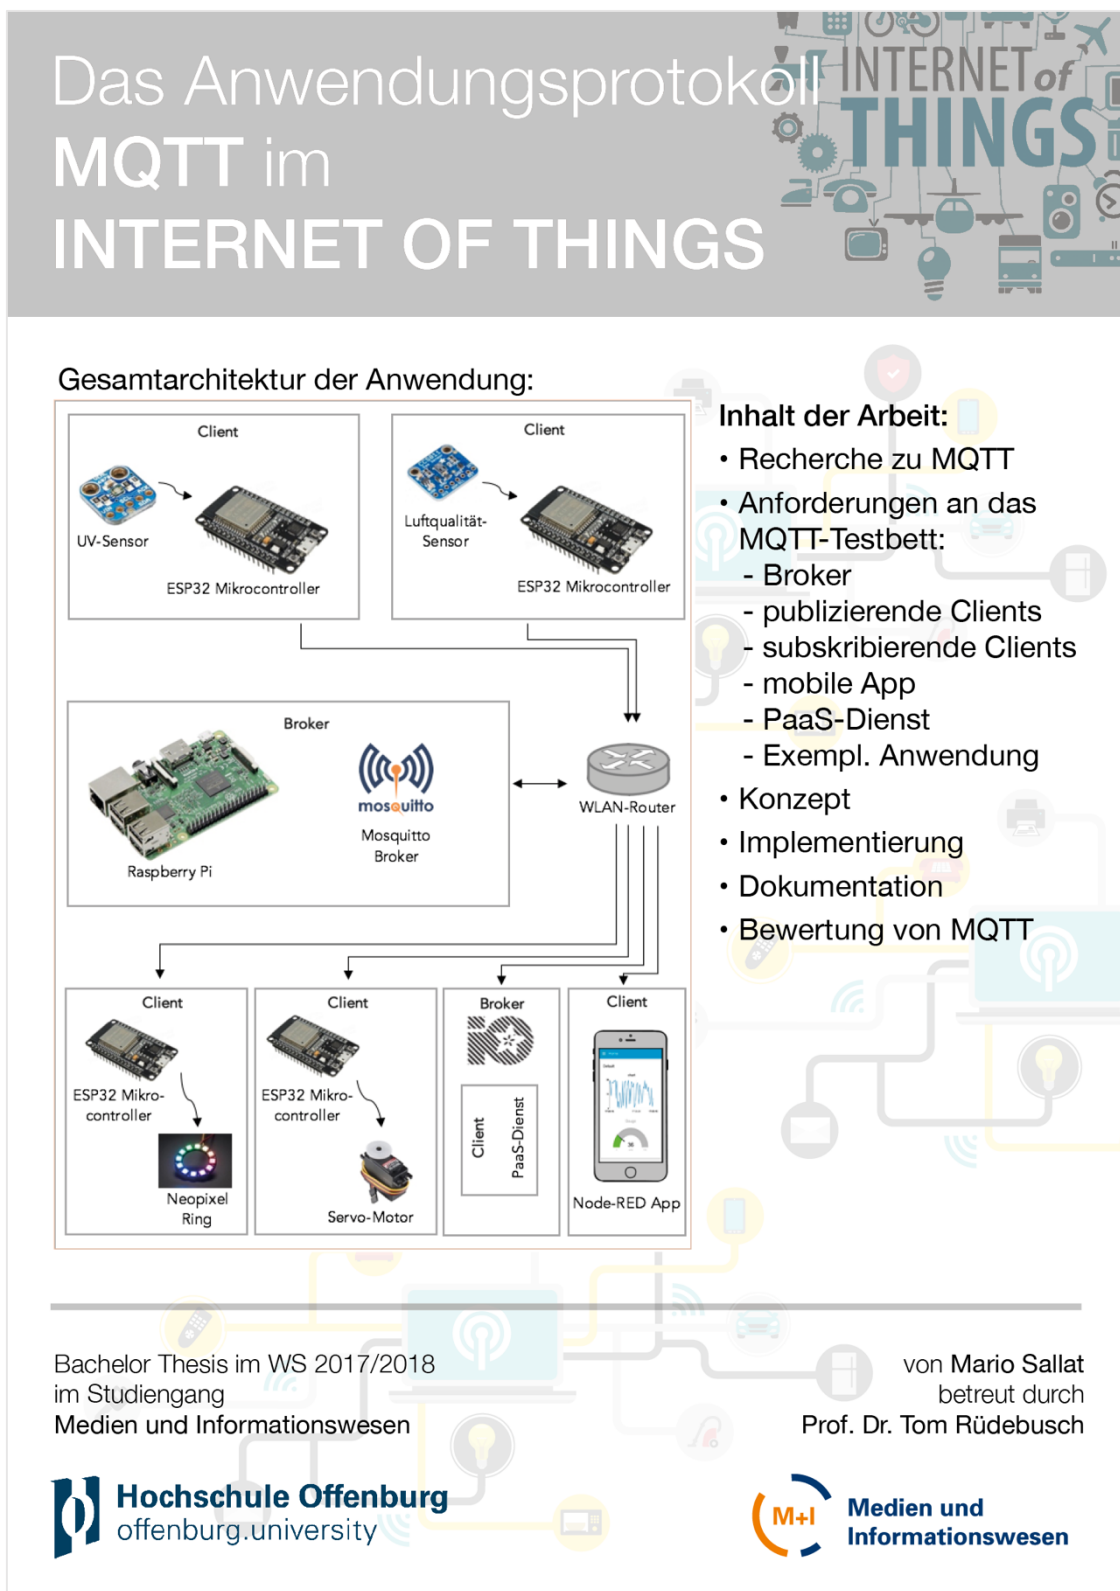 Das Anwendungsprotokoll
MQTT im
INTERNET OF THINGS
INTERNET of
THINGS
Gesamtarchitektur der Anwendung:
Client
UV-Sensor
ESP32 Mikrocontroller
Client
Luftqualität-
Sensor
ESP32 Mikrocontroller
Broker
Raspberry Pi
mosquitto
Mosquitto
Broker
WLAN-Router
Client
ESP32 Mikro-
controller
Neopixel
Ring
Client
ESP32 Mikro-
controller
Servo-Motor
Broker
io
Client
PaaS-Dienst
Client
Node-RED App
Inhalt der Arbeit:
• Recherche zu MQTT
• Anforderungen an das
MQTT-Testbett:
- Broker
- publizierende Clients
- subskribierende Clients
- mobile App
- PaaS-Dienst
- Exempl. Anwendung
• Konzept
• Implementierung
• Dokumentation
• Bewertung von MQTT
Bachelor Thesis im WS 2017/2018
im Studiengang
Medien und Informationswesen
von Mario Sallat
betreut durch
Prof. Dr. Tom Rüdebusch
Hochschule Offenburg
offenburg.university
M+I
Medien und
Informationswesen